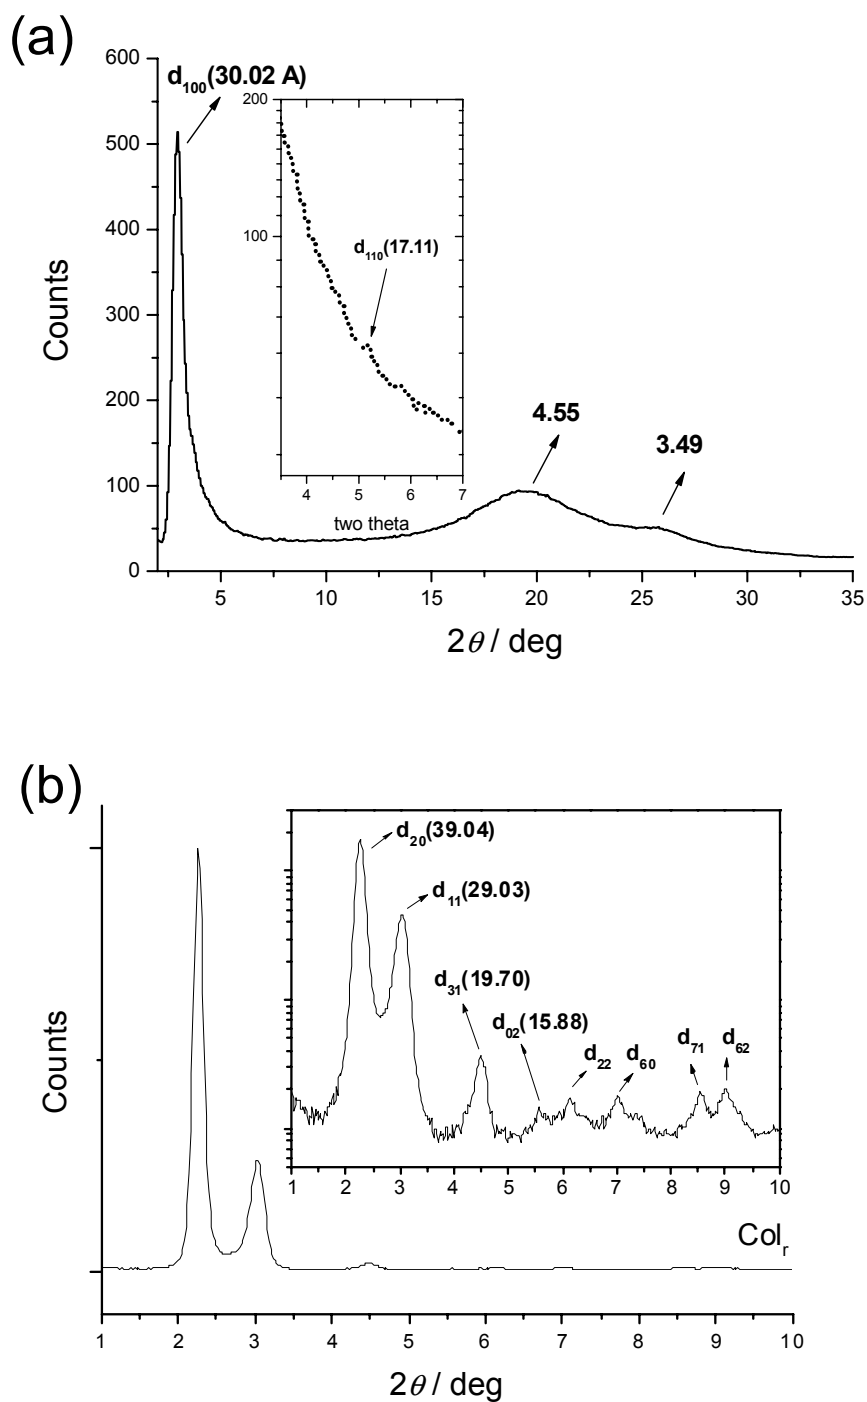 (a)
600
500
400
300
200
100
0
Counts
d100(30.02 A)
200
100
d110(17.11)
4 5 6 7
two theta
4.55
3.49
5 10 15 20 25 30 35
2θ / deg
(b)
Counts
d20(39.04)
d11(29.03)
d31(19.70)
d02(15.88)
d22
d60
d71
d62
1 2 3 4 5 6 7 8 9 10
Colr
1 2 3 4 5 6 7 8 9 10
2θ / deg